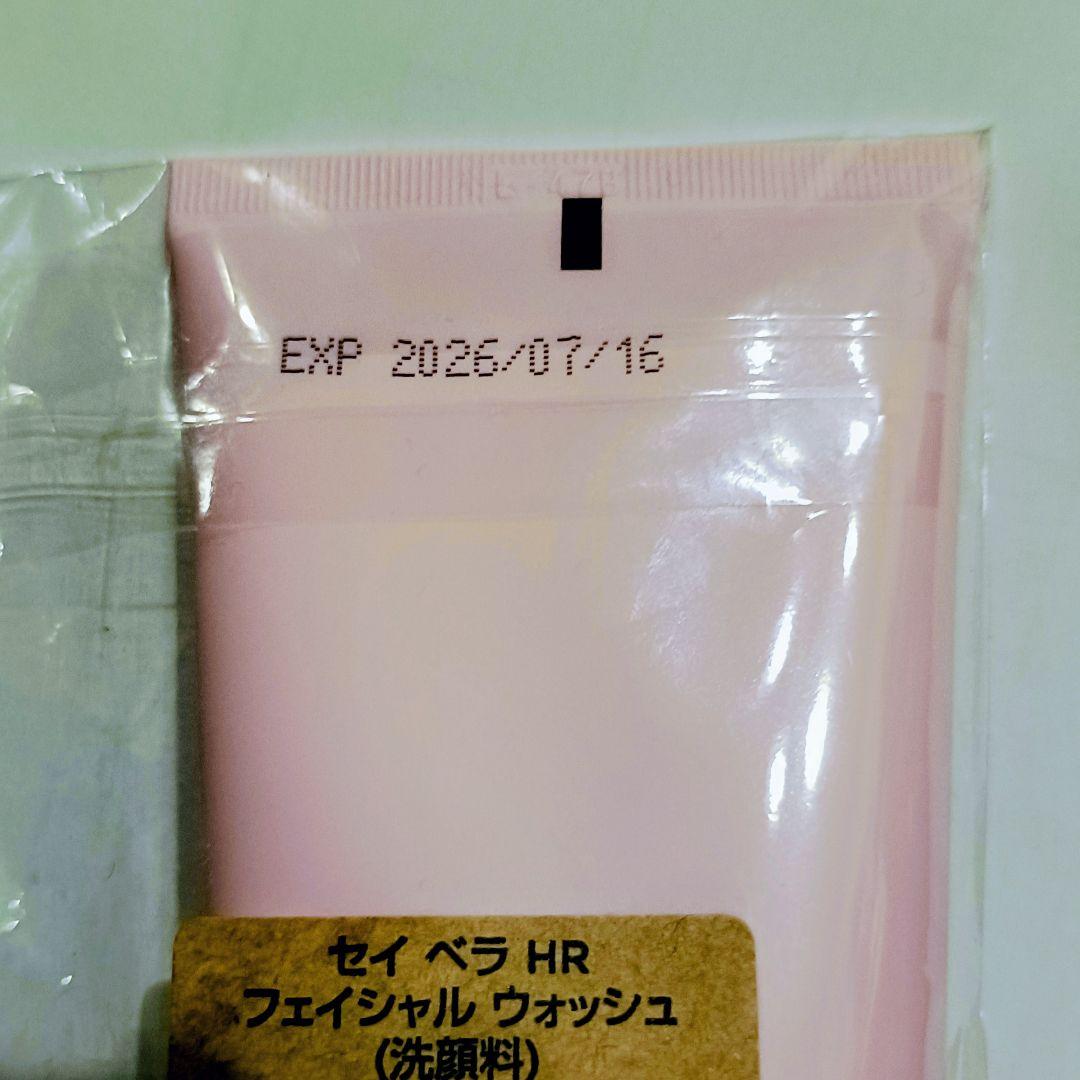 EXP 2026/07/16
セイ ベラ HR
フェイシャル ウォッシュ
(洗顔料)